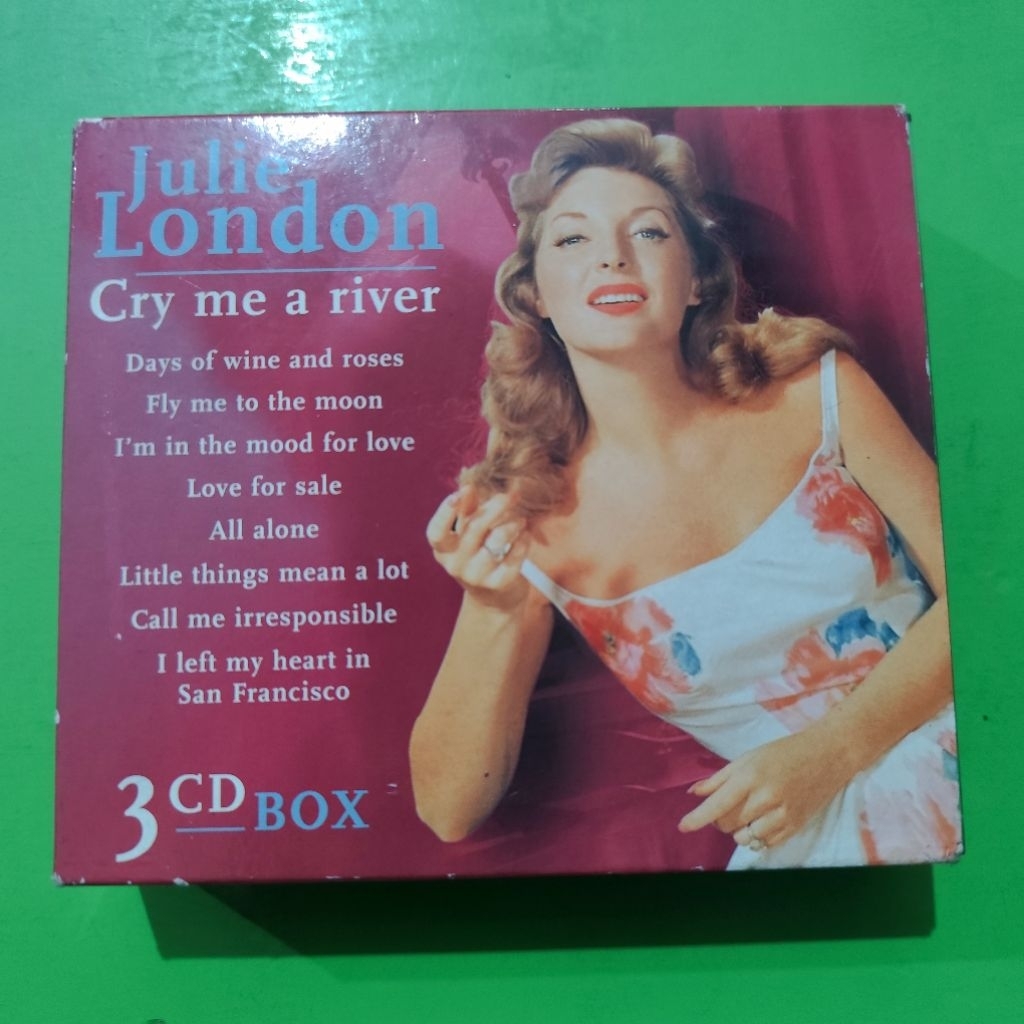 Julie
London
Cry me a river
Days of wine and roses
Fly me to the moon
I'm in the mood for love
Love for sale
All alone
Little things mean a lot
Call me irresponsible
I left my heart in
San Francisco
3 CD BOX